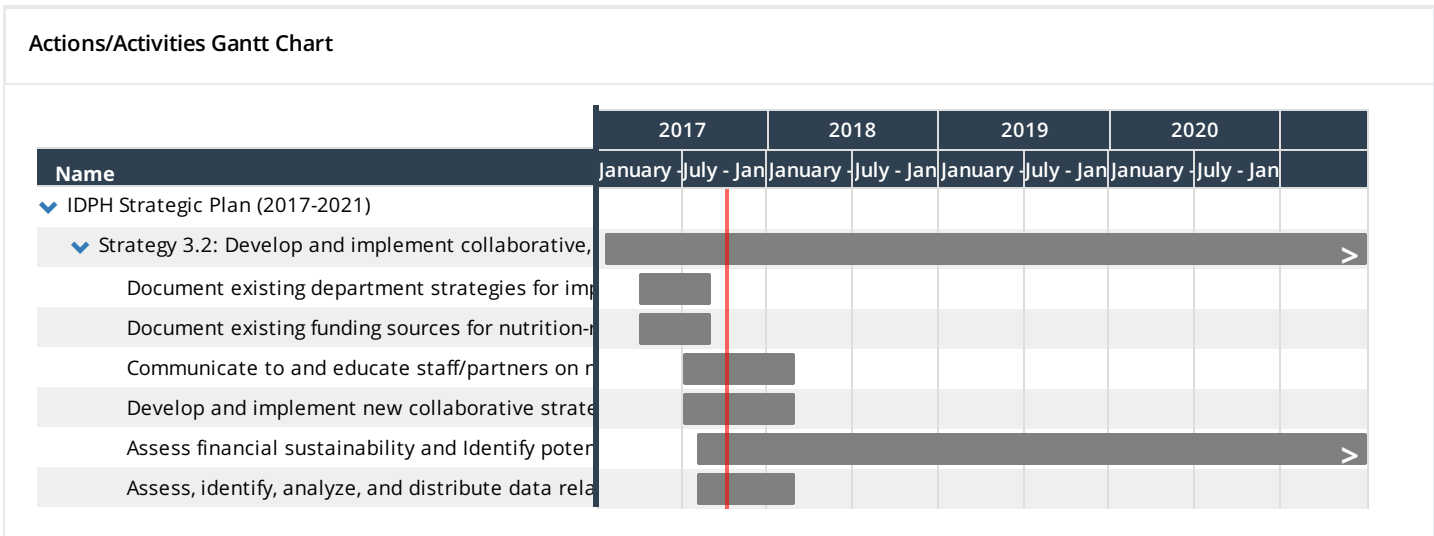 Actions/Activities Gantt Chart
2017 2018 2019 2020
Name January - July - Jan January - July - Jan January - July - Jan January - July - Jan
IDPH Strategic Plan (2017-2021)
Strategy 3.2: Develop and implement collaborative, >
Document existing department strategies for imp
Document existing funding sources for nutrition-r
Communicate to and educate staff/partners on n
Develop and implement new collaborative strate
Assess financial sustainability and Identify poten >
Assess, identify, analyze, and distribute data rela